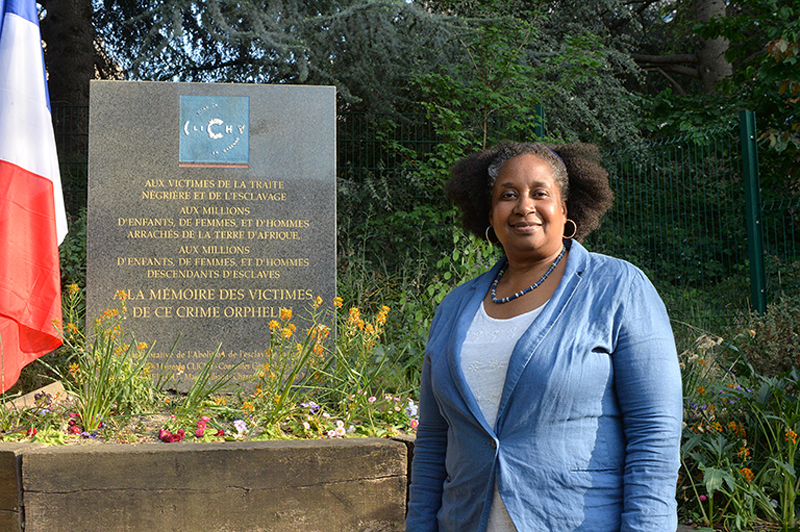 CLICHY
AUX VICTIMES DE LA TRAITE
NÉGRIÈRE ET DE L'ESCLAVAGE
AUX MILLIONS
D'ENFANTS, DE FEMMES, ET D'HOMMES
ARRACHÉS DE LA TERRE D'AFRIQUE,
AUX MILLIONS
D'ENFANTS, DE FEMMES, ET D'HOMMES
DESCENDANTS D'ESCLAVES
A LA MÉMOIRE DES VICTIMES
DE CE CRIME ORPHELIN
de l'esclavage